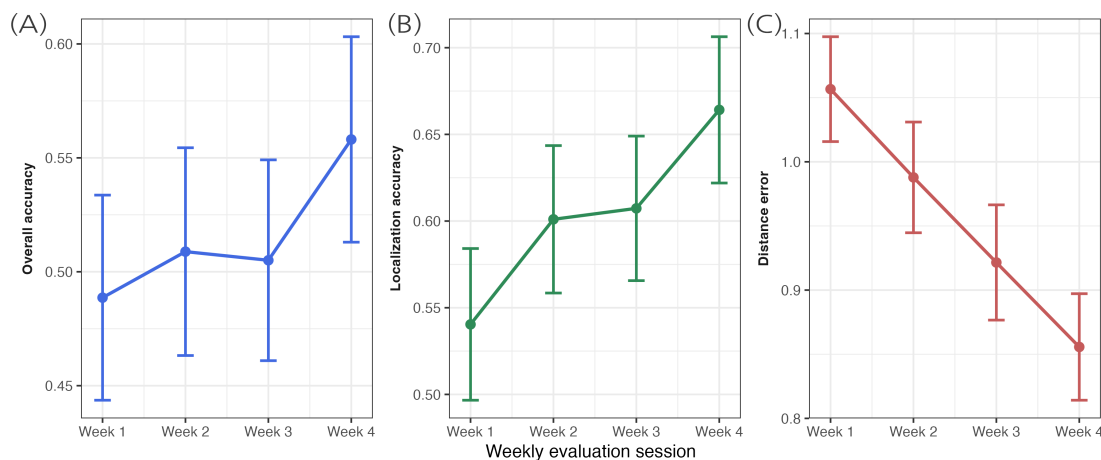 (A)
Overall accuracy
0.60
0.55
0.50
0.45
Week 1 Week 2 Week 3 Week 4
(B)
Localization accuracy
0.70
0.65
0.60
0.55
0.50
Week 1 Week 2 Week 3 Week 4
Weekly evaluation session
(C)
Distance error
1.1
1.0
0.9
0.8
Week 1 Week 2 Week 3 Week 4